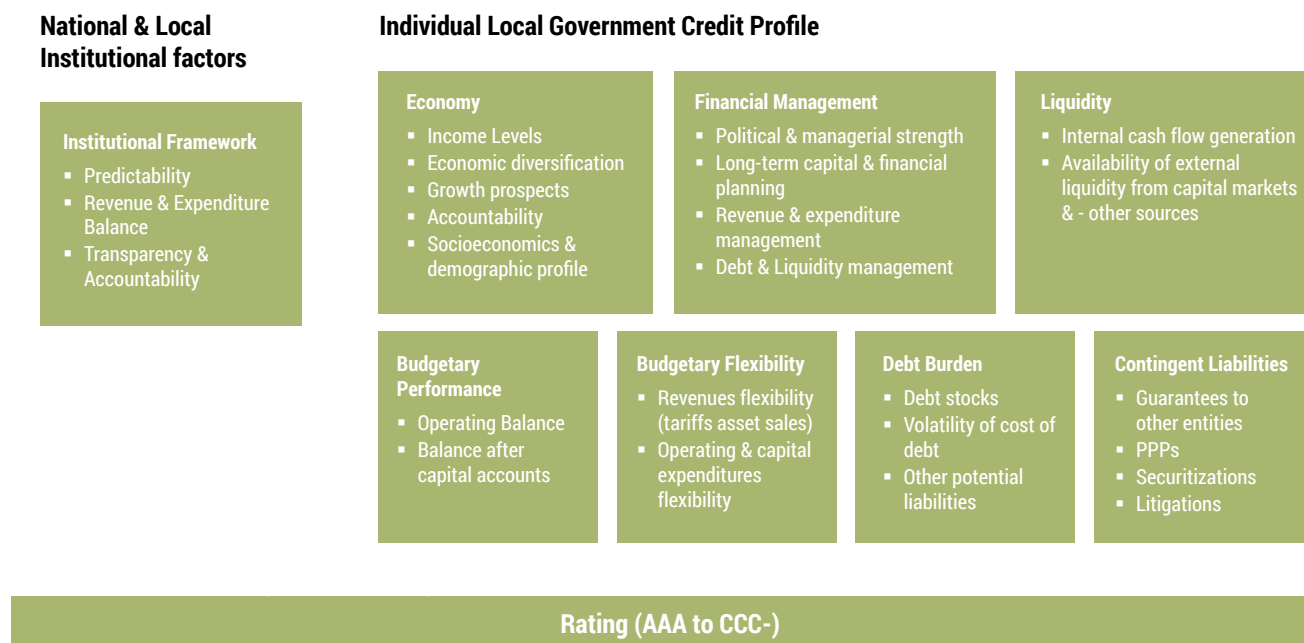 National & Local
Institutional factors
Individual Local Government Credit Profile
Institutional Framework
▪ Predictability
▪ Revenue & Expenditure
Balance
▪ Transparency &
Accountability
Economy
▪ Income Levels
▪ Economic diversification
▪ Growth prospects
▪ Accountability
▪ Socioeconomics &
demographic profile
Financial Management
▪ Political & managerial strength
▪ Long-term capital & financial
planning
▪ Revenue & expenditure
management
▪ Debt & Liquidity management
Liquidity
▪ Internal cash flow generation
▪ Availability of external
liquidity from capital markets
& - other sources
Budgetary
Performance
▪ Operating Balance
▪ Balance after
capital accounts
Budgetary Flexibility
▪ Revenues flexibility
(tariffs asset sales)
▪ Operating & capital
expenditures
flexibility
Debt Burden
▪ Debt stocks
▪ Volatility of cost of
debt
▪ Other potential
liabilities
Contingent Liabilities
▪ Guarantees to
other entities
▪ PPPs
▪ Securitizations
▪ Litigations
Rating (AAA to CCC-)